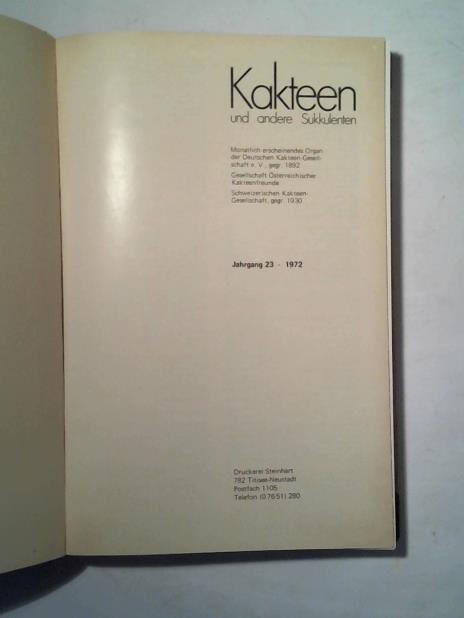 Kakteen
und andere Sukkulenten
Monatlich erscheinendes Organ
der Deutschen Kakteen-Gesell-
schaft e. V., gegr. 1892
Gesellschaft Österreichischer
Kakteenfreunde
Schweizerischen Kakteen-
Gesellschaft, gegr. 1930
Jahrgang 23 - 1972
Druckerei Steinhart
782 Titisee-Neustadt
Postfach 1105
Telefon (0 76 51) 280